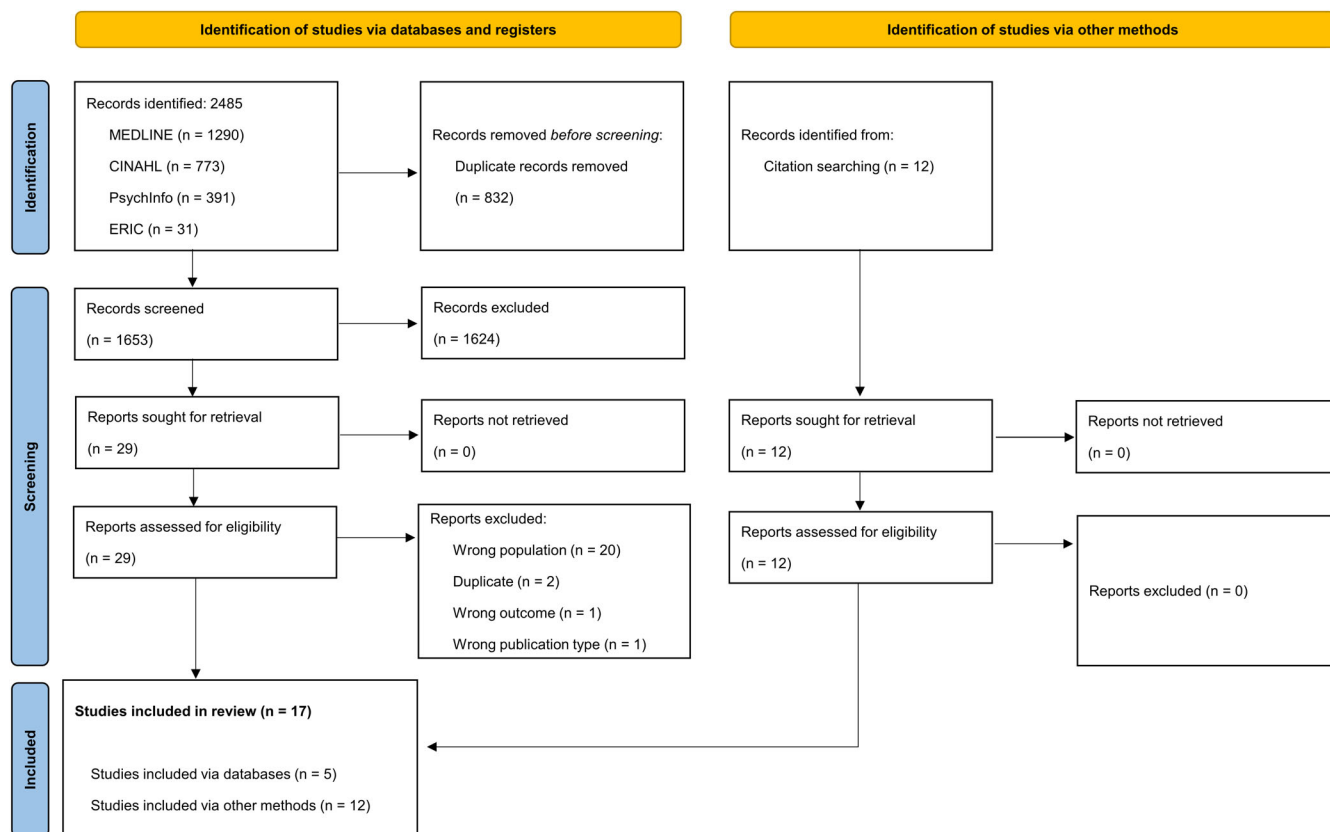 Identification of studies via databases and registers
Identification of studies via other methods
Identification
Records identified: 2485
MEDLINE (n = 1290)
CINAHL (n = 773)
PsychInfo (n = 391)
ERIC (n = 31)
Records removed before screening:
Duplicate records removed
(n = 832)
Records identified from:
Citation searching (n = 12)
Screening
Records screened
(n = 1653)
Records excluded
(n = 1624)
Reports sought for retrieval
(n = 29)
Reports not retrieved
(n = 0)
Reports sought for retrieval
(n = 12)
Reports not retrieved
(n = 0)
Reports assessed for eligibility
(n = 29)
Reports excluded:
Wrong population (n = 20)
Duplicate (n = 2)
Wrong outcome (n = 1)
Wrong publication type (n = 1)
Reports assessed for eligibility
(n = 12)
Reports excluded (n = 0)
Included
Studies included in review (n = 17)
Studies included via databases (n = 5)
Studies included via other methods (n = 12)